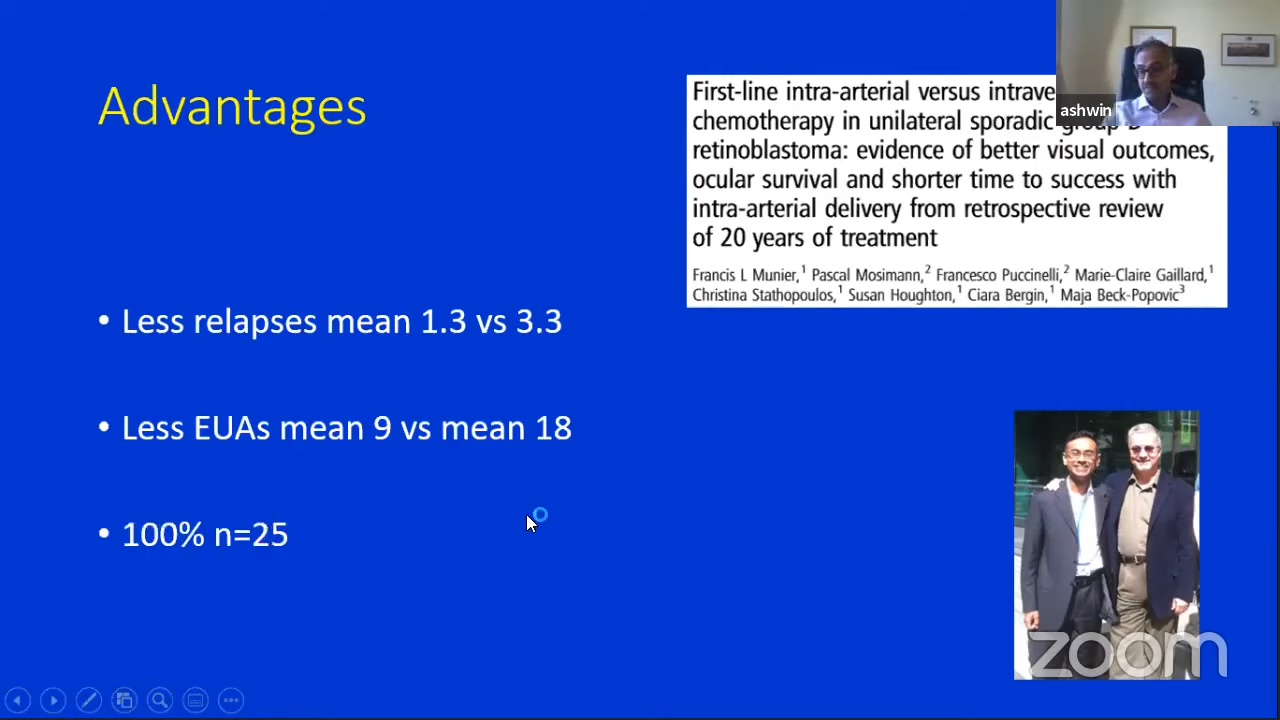 Advantages
First-line intra-arterial versus intrave
chemotherapy in unilateral sporadic group D
retinoblastoma: evidence of better visual outcomes,
ocular survival and shorter time to success with
intra-arterial delivery from retrospective review
of 20 years of treatment
Francis L Munier,¹ Pascal Mosimann,² Francesco Puccinelli,² Marie-Claire Gaillard,¹
Christina Stathopoulos,¹ Susan Houghton,¹ Ciara Bergin,¹ Maja Beck-Popovic³
ashwin
• Less relapses mean 1.3 vs 3.3
• Less EUAs mean 9 vs mean 18
• 100% n=25
zoom